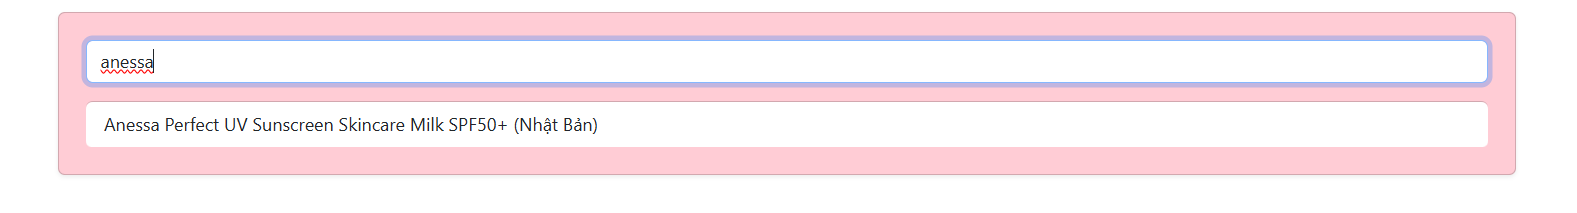 anessa
Anessa Perfect UV Sunscreen Skincare Milk SPF50+ (Nhật Bản)